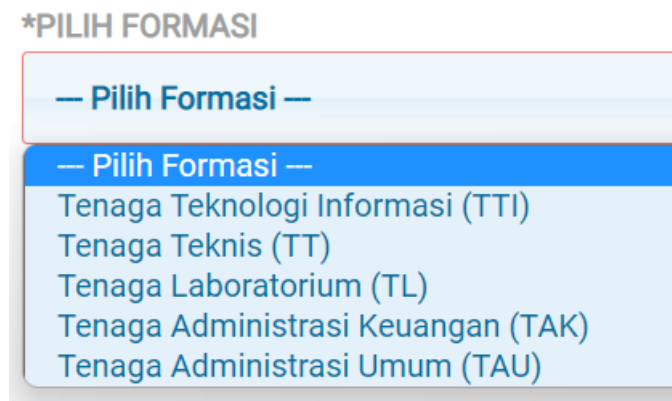 *PILIH FORMASI
--- Pilih Formasi ---
--- Pilih Formasi ---
Tenaga Teknologi Informasi (TTI)
Tenaga Teknis (TT)
Tenaga Laboratorium (TL)
Tenaga Administrasi Keuangan (TAK)
Tenaga Administrasi Umum (TAU)